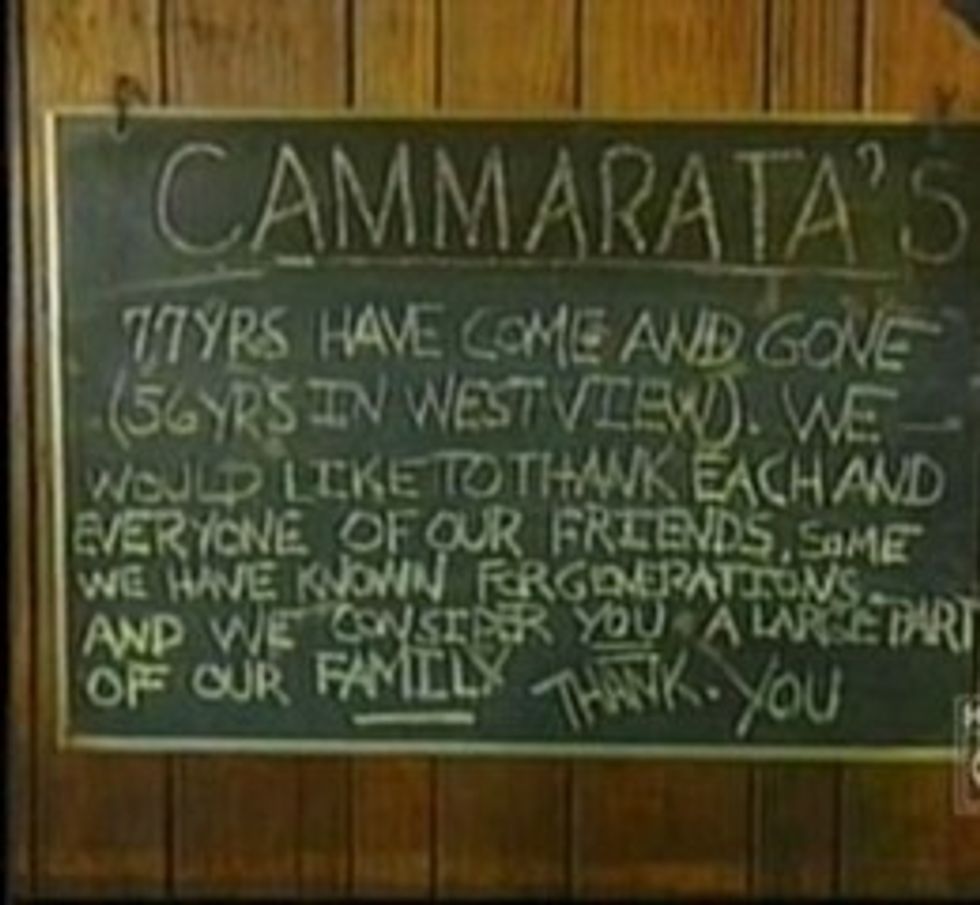 CAMMARATA'S
77YRS HAVE COME AND GONE
(56YRS IN WESTVIEW). WE
WOULD LIKE TO THANK EACH AND
EVERYONE OF OUR FRIENDS. SOME
WE HAVE KNOWN FOR GENERATIONS.
AND WE CONSIDER YOU A LARGE PART
OF OUR FAMILY THANK. YOU